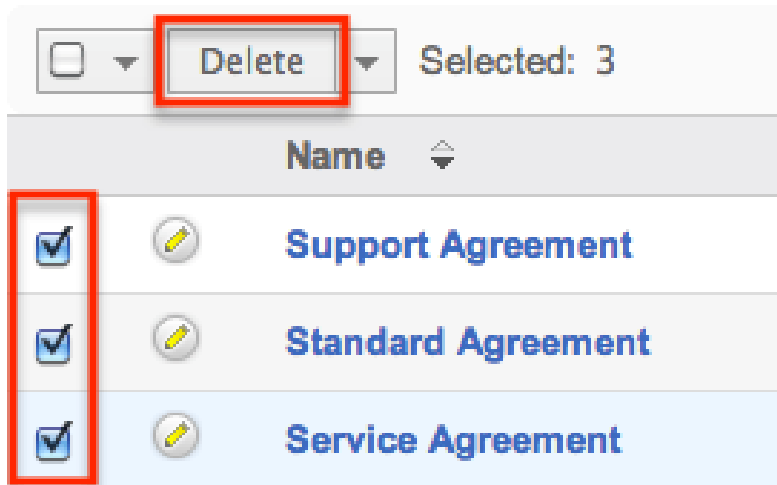 Delete Selected: 3
Name
Support Agreement
Standard Agreement
Service Agreement